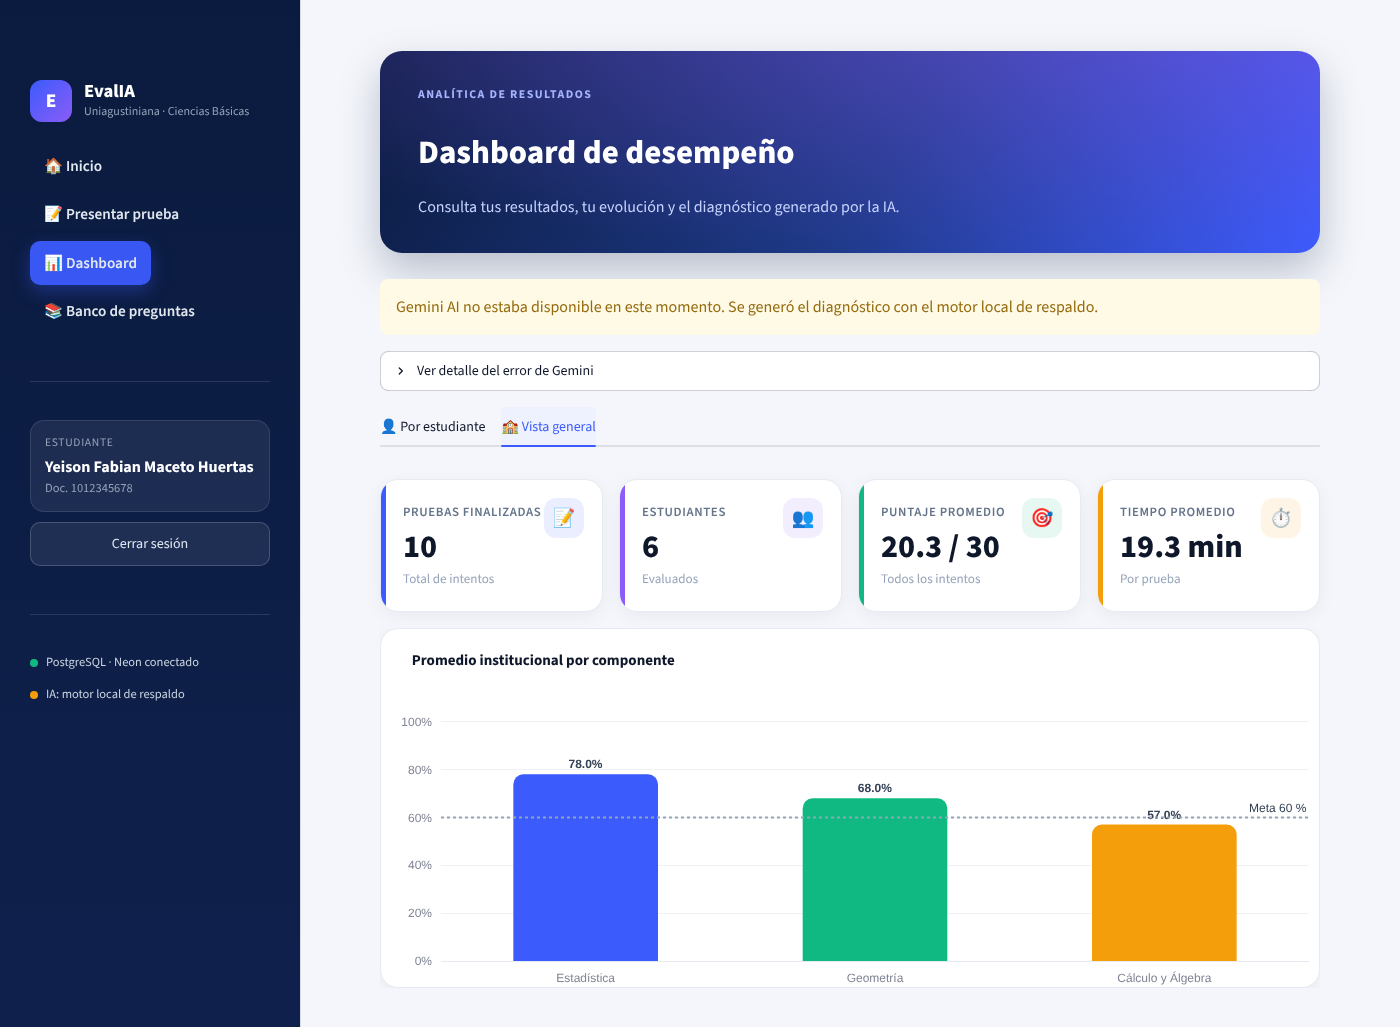 E
EvalIA
Uniagustiniana · Ciencias Básicas
Inicio
Presentar prueba
Dashboard
Banco de preguntas
ESTUDIANTE
Yeison Fabian Maceto Huertas
Doc. 1012345678
Cerrar sesión
PostgreSQL · Neon conectado
IA: motor local de respaldo
ANALÍTICA DE RESULTADOS
Dashboard de desempeño
Consulta tus resultados, tu evolución y el diagnóstico generado por la IA.
Gemini AI no estaba disponible en este momento. Se generó el diagnóstico con el motor local de respaldo.
Ver detalle del error de Gemini
Por estudiante
Vista general
PRUEBAS FINALIZADAS
10
Total de intentos
ESTUDIANTES
6
Evaluados
PUNTAJE PROMEDIO
20.3 / 30
Todos los intentos
TIEMPO PROMEDIO
19.3 min
Por prueba
Promedio institucional por componente
100%
80%
60%
40%
20%
0%
78.0%
68.0%
57.0%
Meta 60 %
Estadística
Geometría
Cálculo y Álgebra